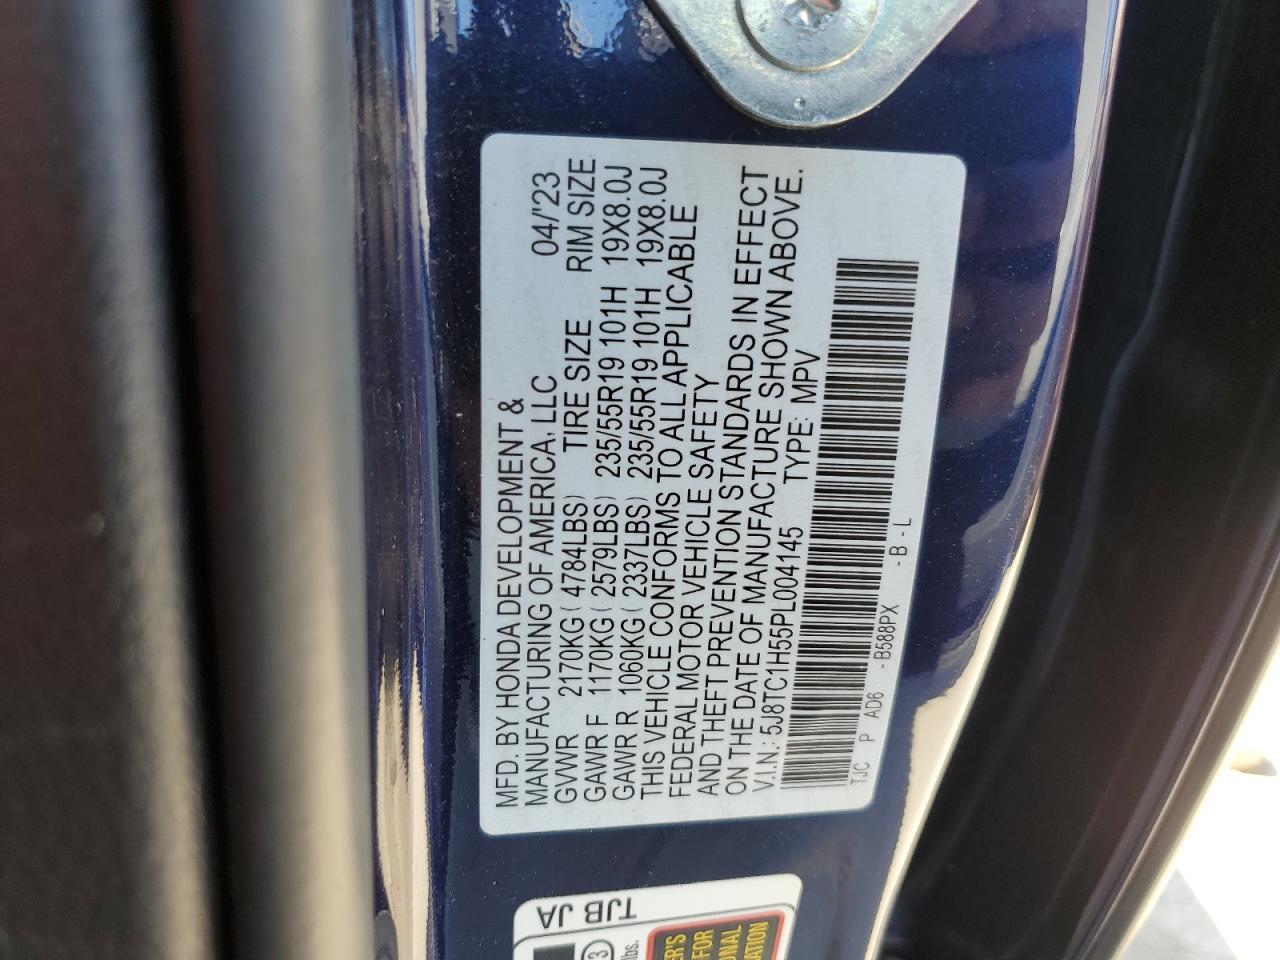 MFD. BY HONDA DEVELOPMENT &
MANUFACTURING OF AMERICA, LLC 04/'23
GVWR 2170KG ( 4784LBS) TIRE SIZE RIM SIZE
GAWR F 1170KG ( 2579LBS) 235/55R19 101H 19X8.0J
GAWR R 1060KG ( 2337LBS) 235/55R19 101H 19X8.0J
THIS VEHICLE CONFORMS TO ALL APPLICABLE
FEDERAL MOTOR VEHICLE SAFETY
AND THEFT PREVENTION STANDARDS IN EFFECT
ON THE DATE OF MANUFACTURE SHOWN ABOVE.
V.I.N.: 5J8TC1H55PL004145 TYPE: MPV
TJC P AD6 - B588PX - B - L
TJB JA
3
lbs.
FOR